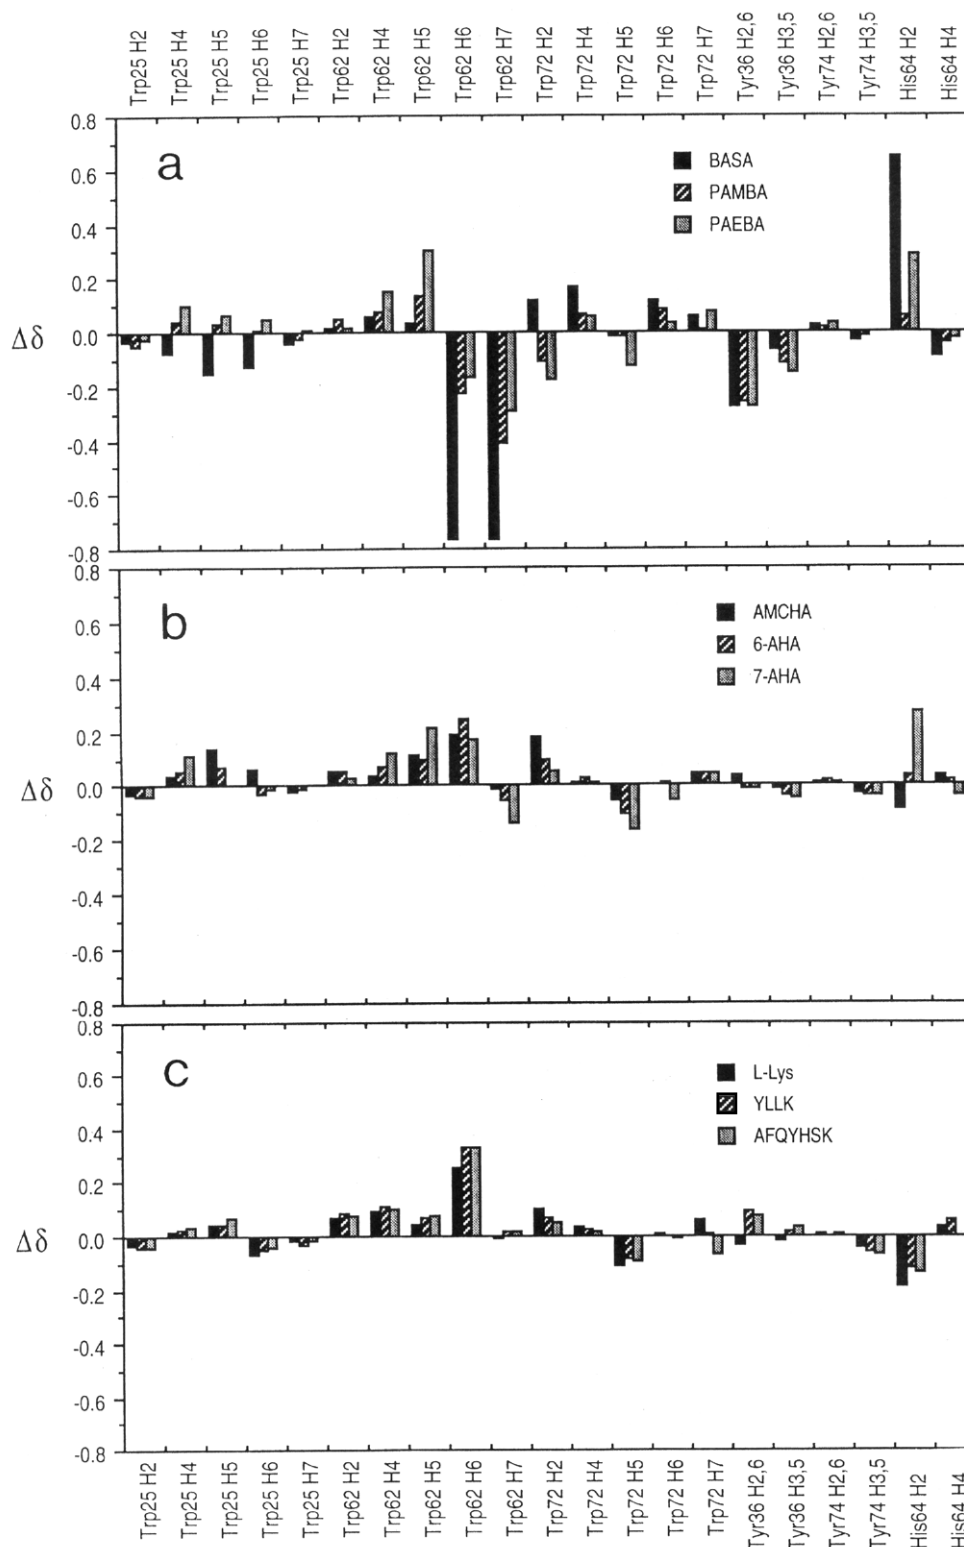 Trp25 H2
Trp25 H4
Trp25 H5
Trp25 H6
Trp25 H7
Trp62 H2
Trp62 H4
Trp62 H5
Trp62 H6
Trp62 H7
Trp72 H2
Trp72 H4
Trp72 H5
Trp72 H6
Trp72 H7
Tyr36 H2,6
Tyr36 H3,5
Tyr74 H2,6
Tyr74 H3,5
His64 H2
His64 H4
0.8
0.6
0.4
0.2
0.0
-0.2
-0.4
-0.6
-0.8
Δδ
a
BASA
PAMBA
PAEBA
0.8
0.6
0.4
0.2
0.0
-0.2
-0.4
-0.6
-0.8
Δδ
b
AMCHA
6-AHA
7-AHA
0.8
0.6
0.4
0.2
0.0
-0.2
-0.4
-0.6
-0.8
Δδ
c
L-Lys
YLLK
AFQYHSK
Trp25 H2
Trp25 H4
Trp25 H5
Trp25 H6
Trp25 H7
Trp62 H2
Trp62 H4
Trp62 H5
Trp62 H6
Trp62 H7
Trp72 H2
Trp72 H4
Trp72 H5
Trp72 H6
Trp72 H7
Tyr36 H2,6
Tyr36 H3,5
Tyr74 H2,6
Tyr74 H3,5
His64 H2
His64 H4